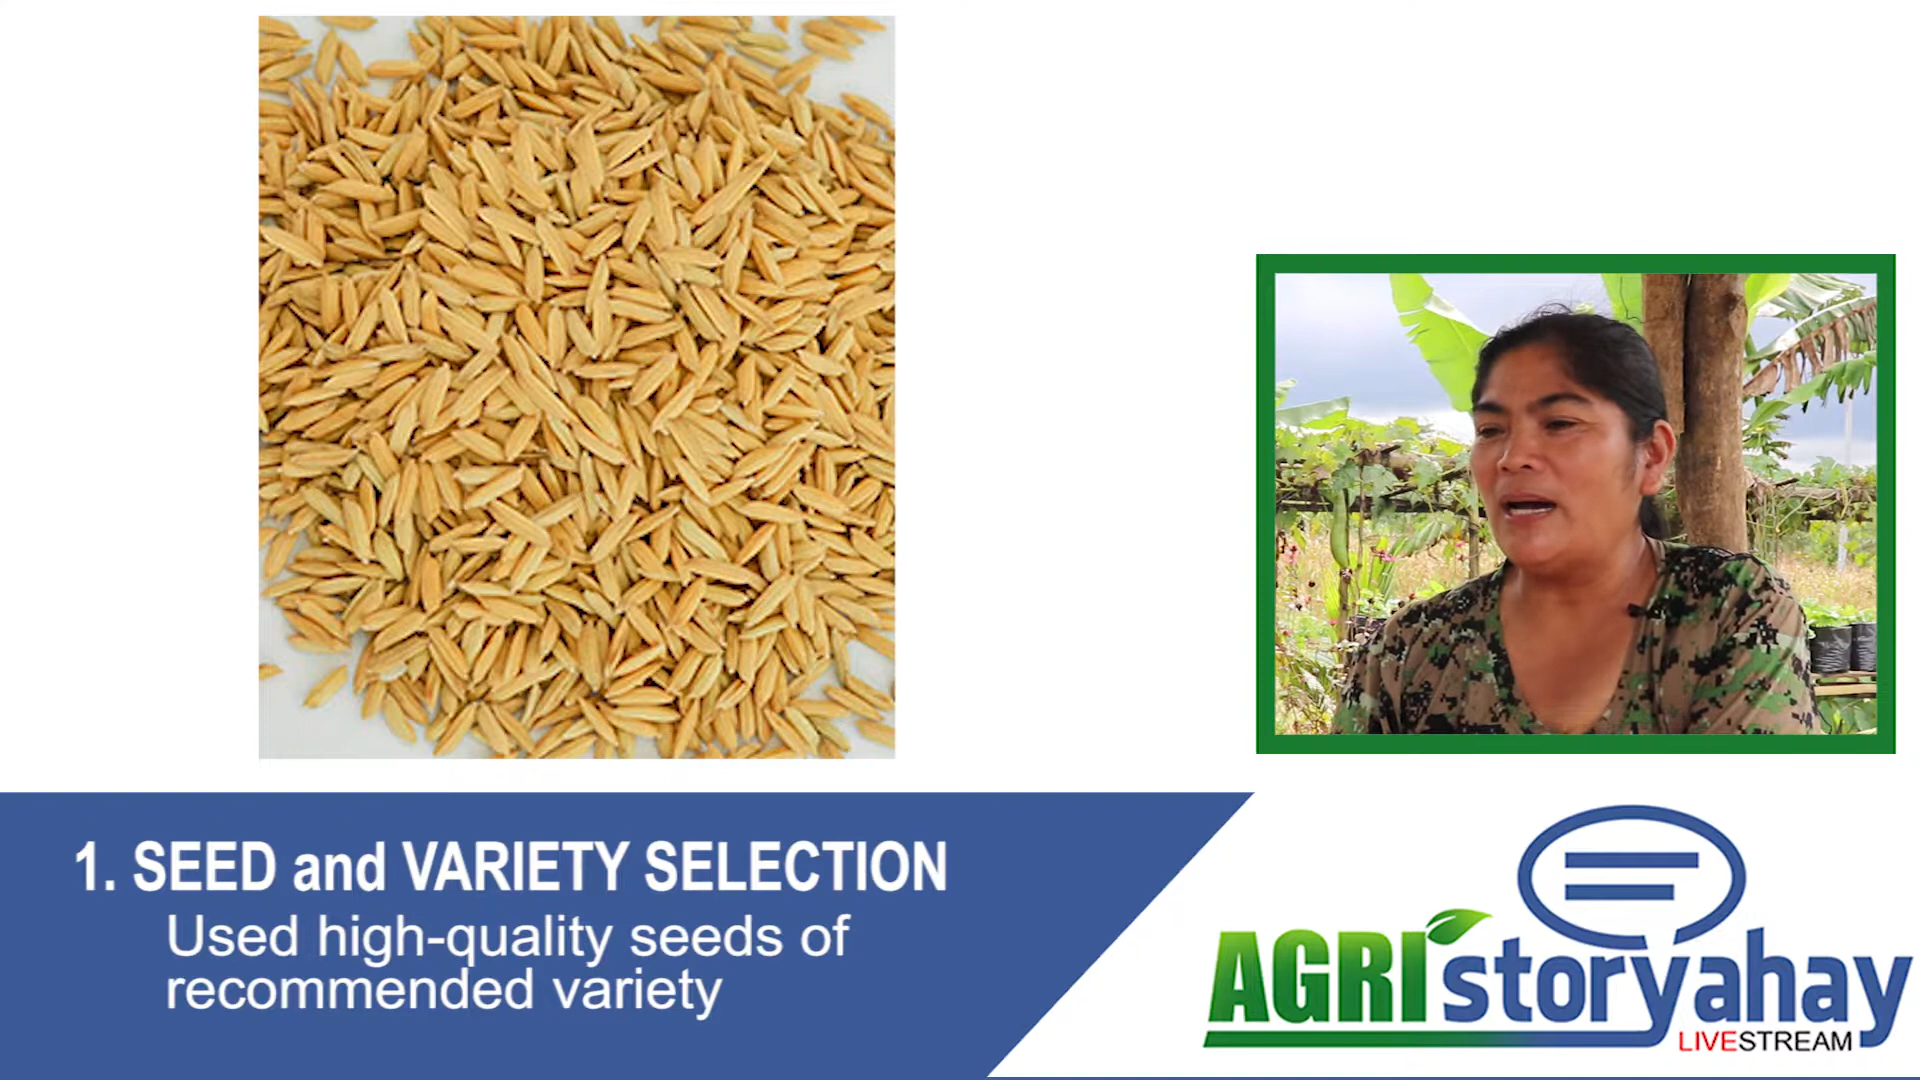 1. SEED and VARIETY SELECTION
Used high-quality seeds of
recommended variety
AGRIstoryahay
LIVESTREAM